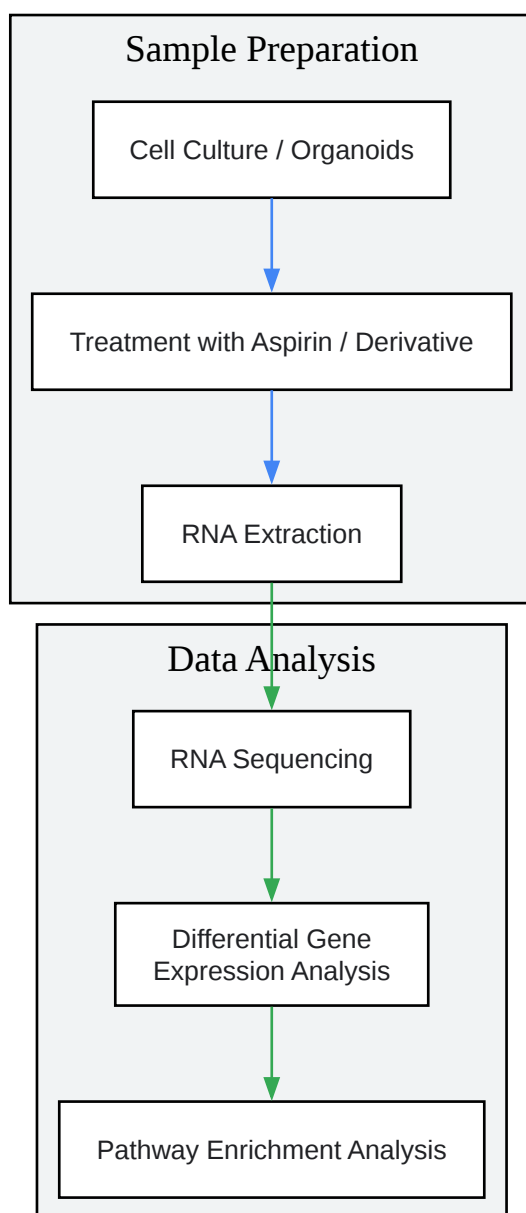 Sample Preparation
Cell Culture / Organoids
Treatment with Aspirin / Derivative
RNA Extraction
Data Analysis
RNA Sequencing
Differential Gene
Expression Analysis
Pathway Enrichment Analysis